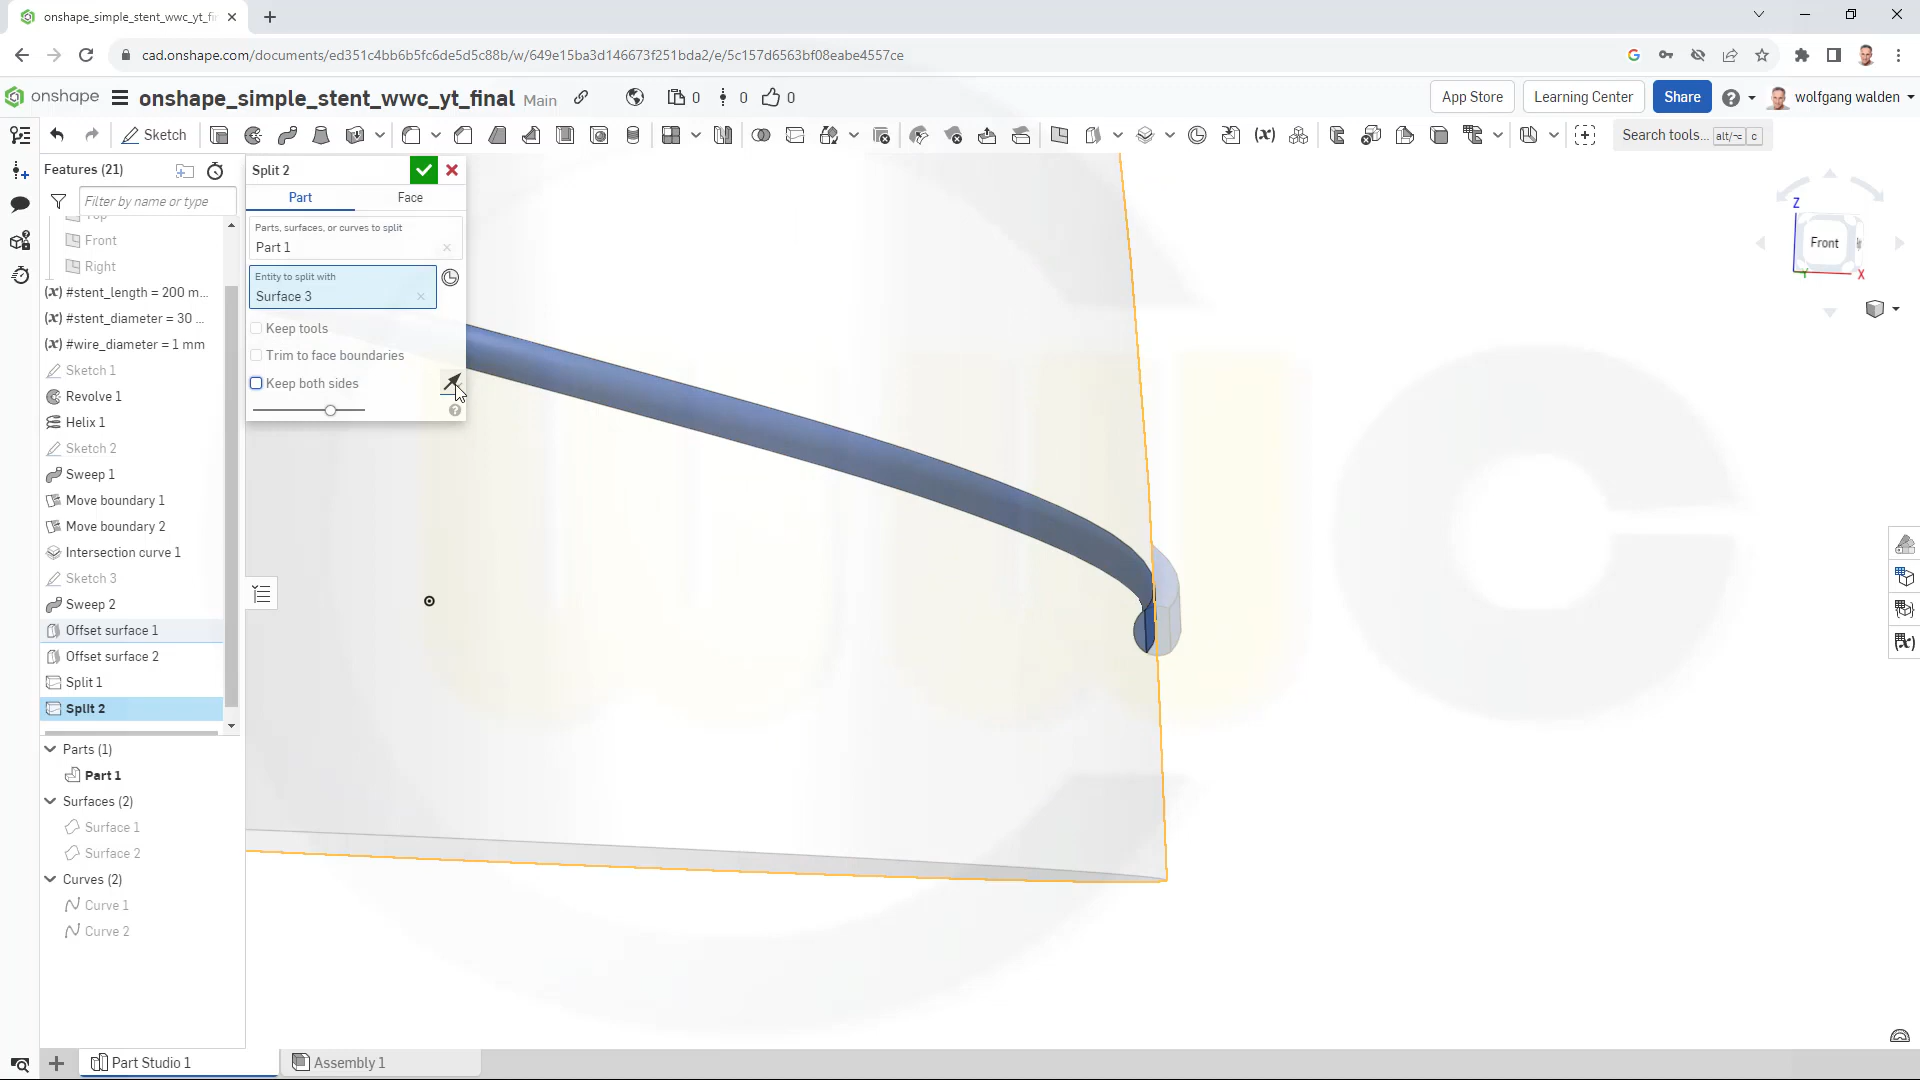 onshape_simple_stent_wwc_yt_fir
cad.onshape.com/documents/ed351c4bb6b5fc6de5d5c88b/w/649e15ba3d146673f251bda2/e/5c157d6563bf08eabe4557ce
onshape onshape_simple_stent_wwc_yt_final Main 0 0 0 App Store Learning Center Share wolfgang walden
Sketch (x) Search tools... alt/⌥ c
Features (21)
Filter by name or type
Top
Front
Right
(x) #stent_length = 200 m...
(x) #stent_diameter = 30 ...
(x) #wire_diameter = 1 mm
Sketch 1
Revolve 1
Helix 1
Sketch 2
Sweep 1
Move boundary 1
Move boundary 2
Intersection curve 1
Sketch 3
Sweep 2
Offset surface 1
Offset surface 2
Split 1
Split 2
Parts (1)
Part 1
Surfaces (2)
Surface 1
Surface 2
Curves (2)
Curve 1
Curve 2
Split 2
Part Face
Parts, surfaces, or curves to split
Part 1
Entity to split with
Surface 3
Keep tools
Trim to face boundaries
Keep both sides
Z
Front
Y X
(x)
wwc
Part Studio 1 Assembly 1